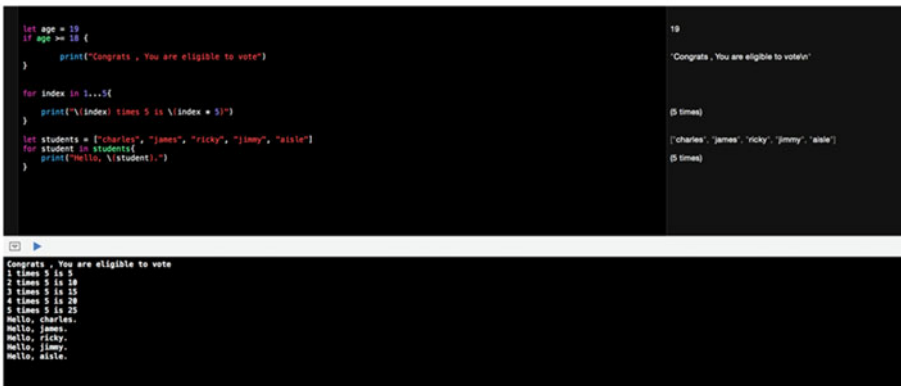 let age = 19
if age >= 18 {
print("Congrats , You are eligible to vote")
}
for index in 1...5{
print("\(index) times 5 is \(index * 5)")
}
let students = ["charles", "james", "ricky", "jimmy", "aisle"]
for student in students{
print("Hello, \(student).")
}
19
"Congrats , You are eligible to vote\n"
(5 times)
["charles", "james", "ricky", "jimmy", "aisle"]
(5 times)
Congrats , You are eligible to vote
1 times 5 is 5
2 times 5 is 10
3 times 5 is 15
4 times 5 is 20
5 times 5 is 25
Hello, charles.
Hello, james.
Hello, ricky.
Hello, jimmy.
Hello, aisle.